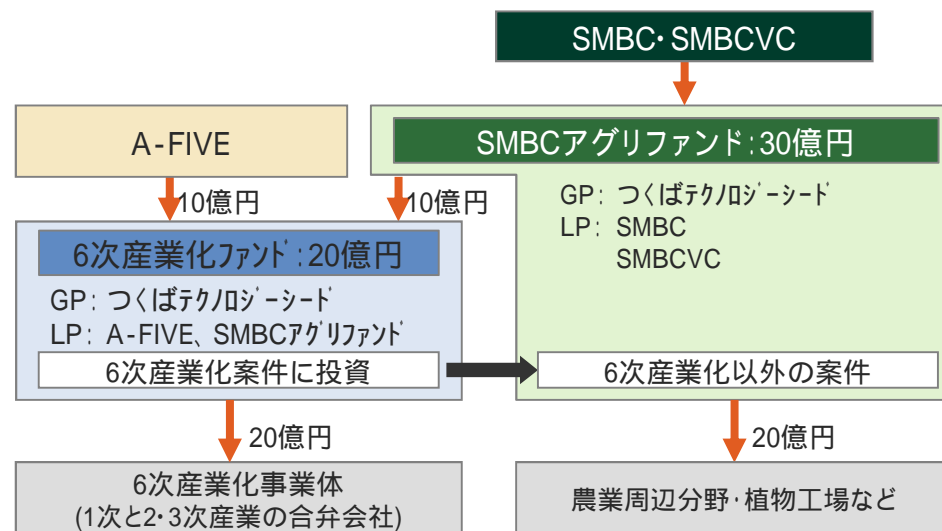 SMBC・SMBCVC
A-FIVE
SMBCアグリファンド:30億円
10億円
10億円
GP: つくばテクノロジーシード
LP: SMBC
SMBCVC
6次産業化ファンド:20億円
GP: つくばテクノロジーシード
LP: A-FIVE、SMBCアグリファンド
6次産業化案件に投資
6次産業化以外の案件
20億円
20億円
6次産業化事業体
(1次と2・3次産業の合弁会社)
農業周辺分野・植物工場など